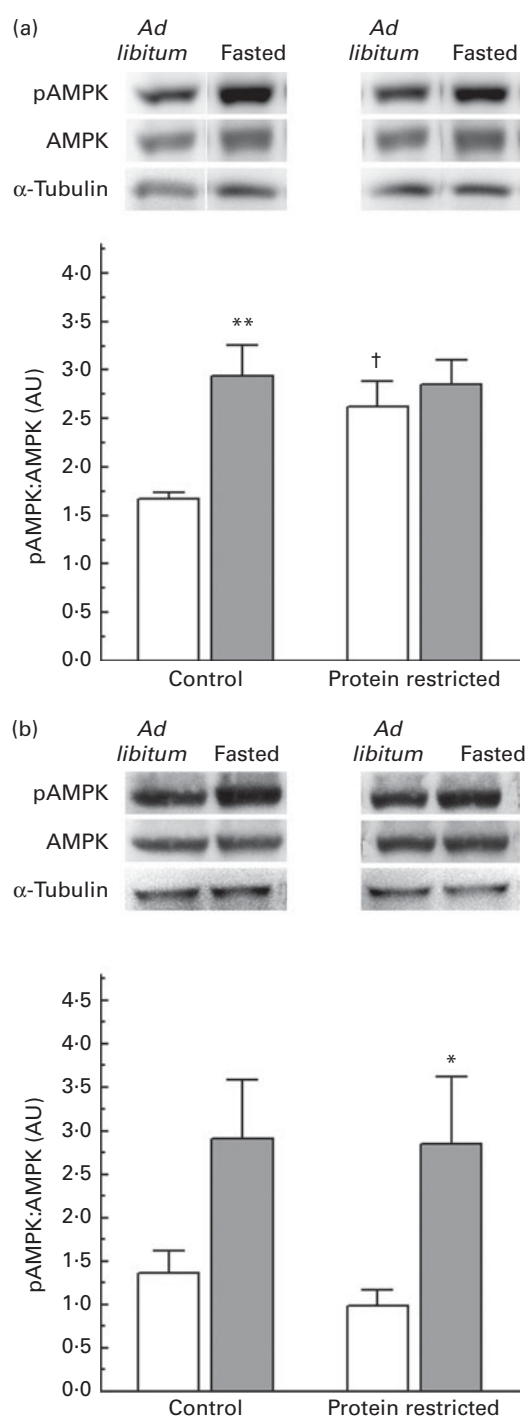 (a)
Ad libitum Fasted Ad libitum Fasted
pAMPK
AMPK
α-Tubulin
4·0
**
3·5
†
3·0
2·5
2·0
1·5
1·0
0·5
0·0
pAMPK:AMPK (AU)
Control Protein restricted
(b)
Ad libitum Fasted Ad libitum Fasted
pAMPK
AMPK
α-Tubulin
4·5
4·0
*
3·5
3·0
2·5
2·0
1·5
1·0
0·5
0·0
pAMPK:AMPK (AU)
Control Protein restricted